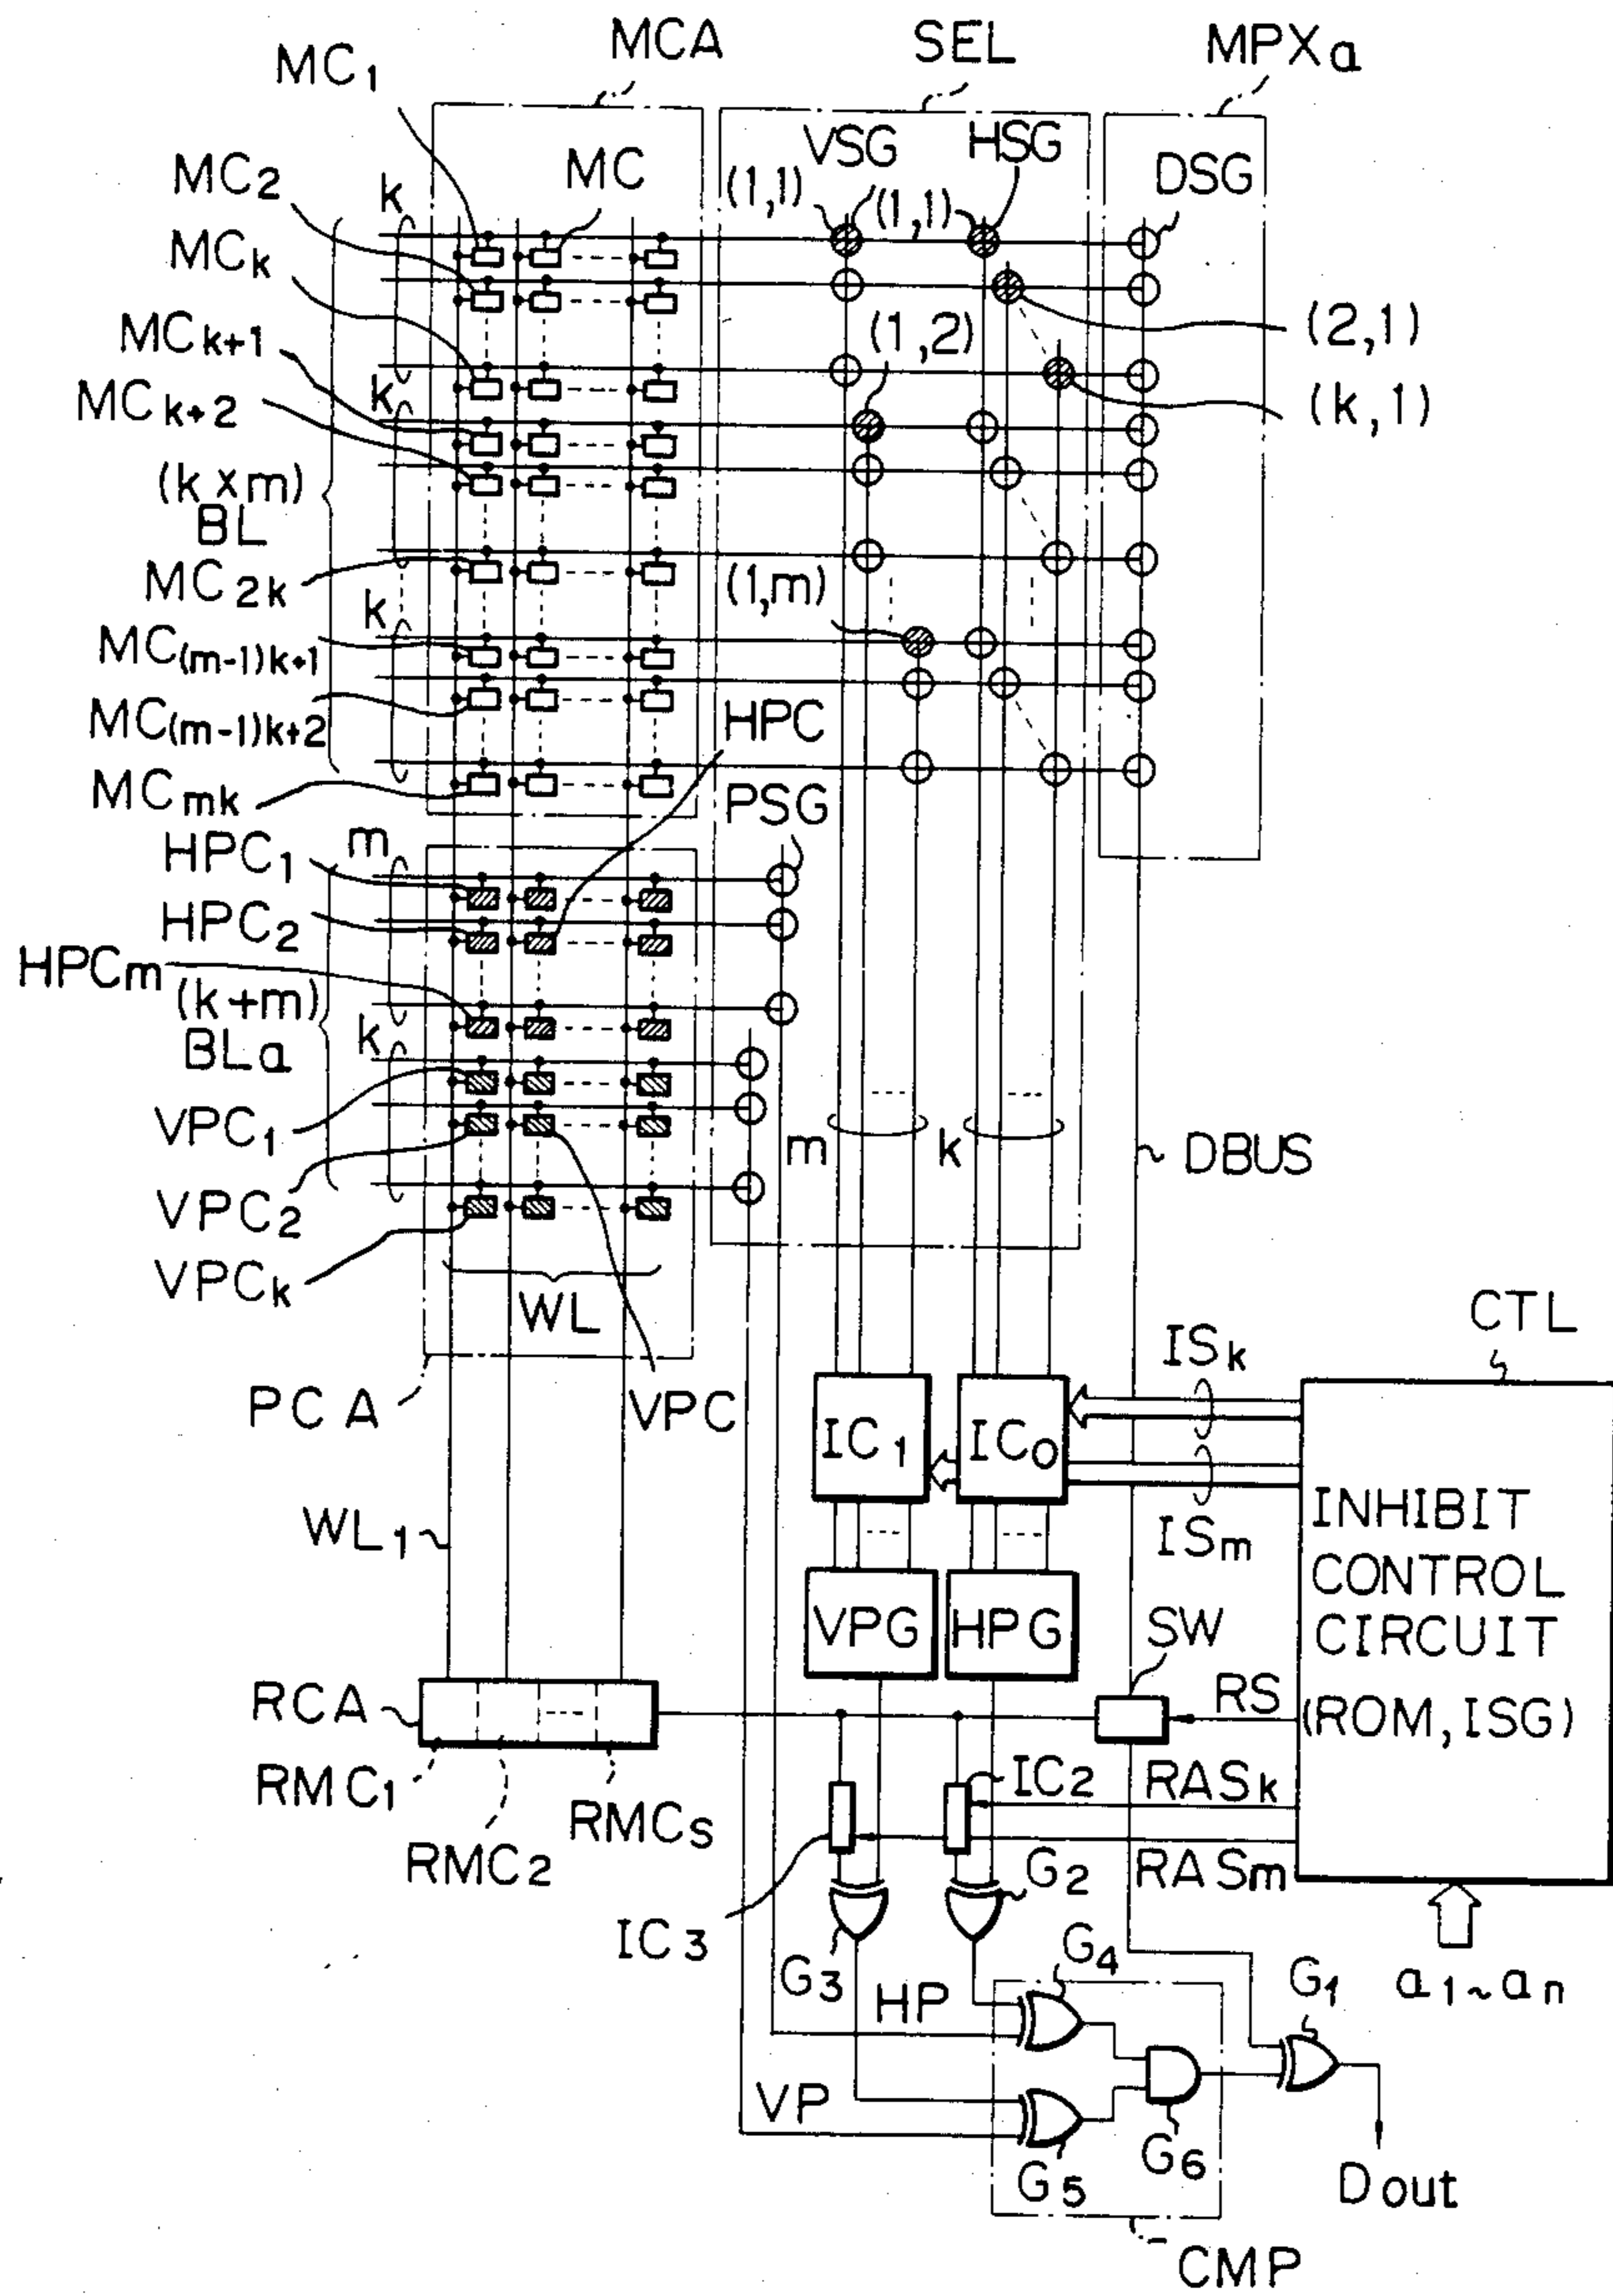 MCA
SEL
MPXa
MC1
VSG
HSG
MC
DSG
MC2
k
(1,1)
(1,1)
MCk
MCk+1
(1,2)
(2,1)
k
MCk+2
(k,1)
(k×m)
BL
MC2k
(1,m)
k
MC(m-1)k+1
MC(m-1)k+2
HPC
MCmk
PSG
m
HPC1
HPC2
HPCm
(k+m)
k
BLa
VPC1
m
k
DBUS
VPC2
VPCk
WL
CTL
ISk
PCA
VPC
IC1
IC0
INHIBIT
CONTROL
CIRCUIT
(ROM, ISG)
WL1
ISm
VPG
HPG
SW
RCA
RS
RMC1
IC2
RASk
RMCs
RMC2
G2
RASm
IC3
G3
G4
G1
a1~an
HP
VP
G5
G6
Dout
CMP